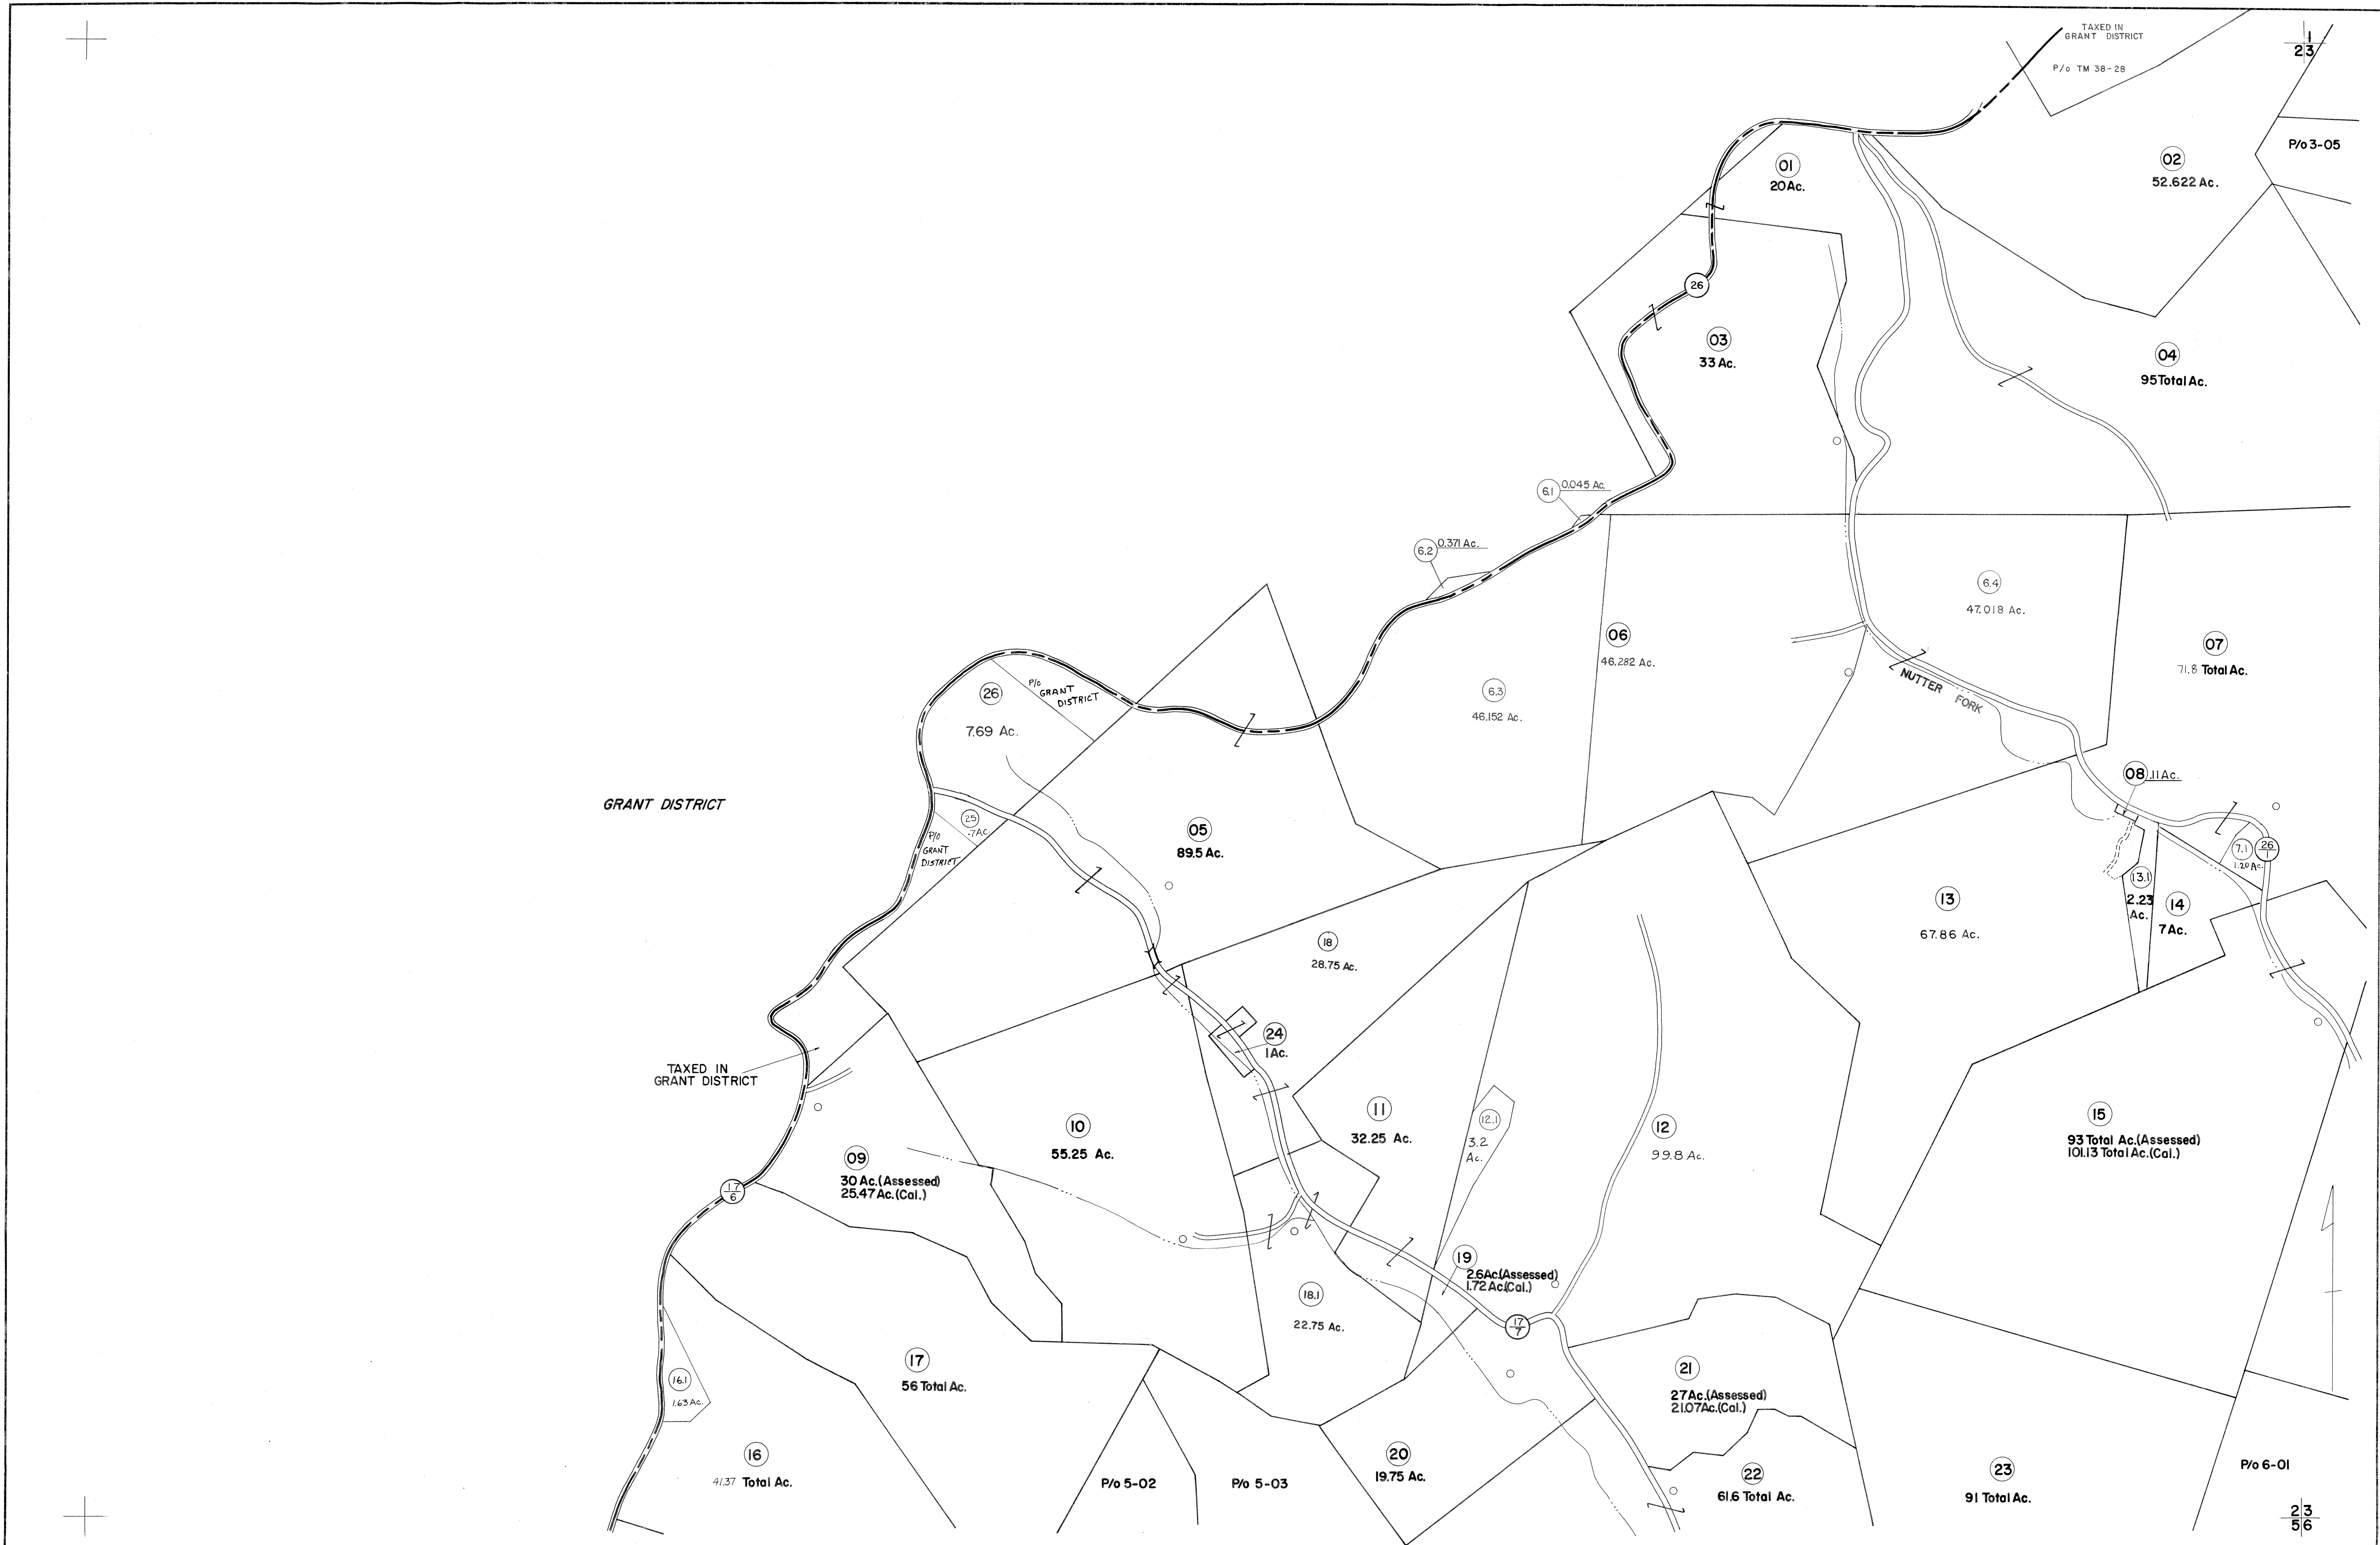 TAXED IN
GRANT DISTRICT
P/o TM 38-28
1
2 3
P/o 3-05
01
20 Ac.
02
52.622 Ac.
26
03
33 Ac.
04
95 Total Ac.
6.1
0.045 Ac.
6.2
0.371 Ac.
6.4
47.018 Ac.
06
46.282 Ac.
07
71.8 Total Ac.
6.3
46.152 Ac.
NUTTER FORK
26
7.69 Ac.
P/o
GRANT
DISTRICT
08
.11 Ac.
GRANT DISTRICT
25
.7AC.
P/o
GRANT
DISTRICT
05
89.5 Ac.
7.1
1.20 Ac.
26
1
13.1
2.23
Ac.
14
7 Ac.
13
67.86 Ac.
18
28.75 Ac.
24
1 Ac.
TAXED IN
GRANT DISTRICT
10
55.25 Ac.
11
32.25 Ac.
12.1
3.2
Ac.
12
99.8 Ac.
15
93 Total Ac.(Assessed)
101.13 Total Ac.(Cal.)
09
30 Ac.(Assessed)
25.47 Ac.(Cal.)
17
6
19
2.6Ac.(Assessed)
1.72 Ac.(Cal.)
18.1
22.75 Ac.
17
7
17
56 Total Ac.
16.1
1.63 Ac.
21
27Ac.(Assessed)
21.07Ac.(Cal.)
16
41.37 Total Ac.
P/o 5-02
P/o 5-03
20
19.75 Ac.
22
61.6 Total Ac.
23
91 Total Ac.
P/o 6-01
2 3
5 6